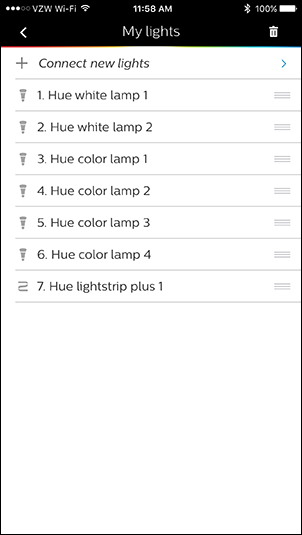 VZW Wi-Fi 11:58 AM 100%
My lights
Connect new lights
1. Hue white lamp 1
2. Hue white lamp 2
3. Hue color lamp 1
4. Hue color lamp 2
5. Hue color lamp 3
6. Hue color lamp 4
7. Hue lightstrip plus 1